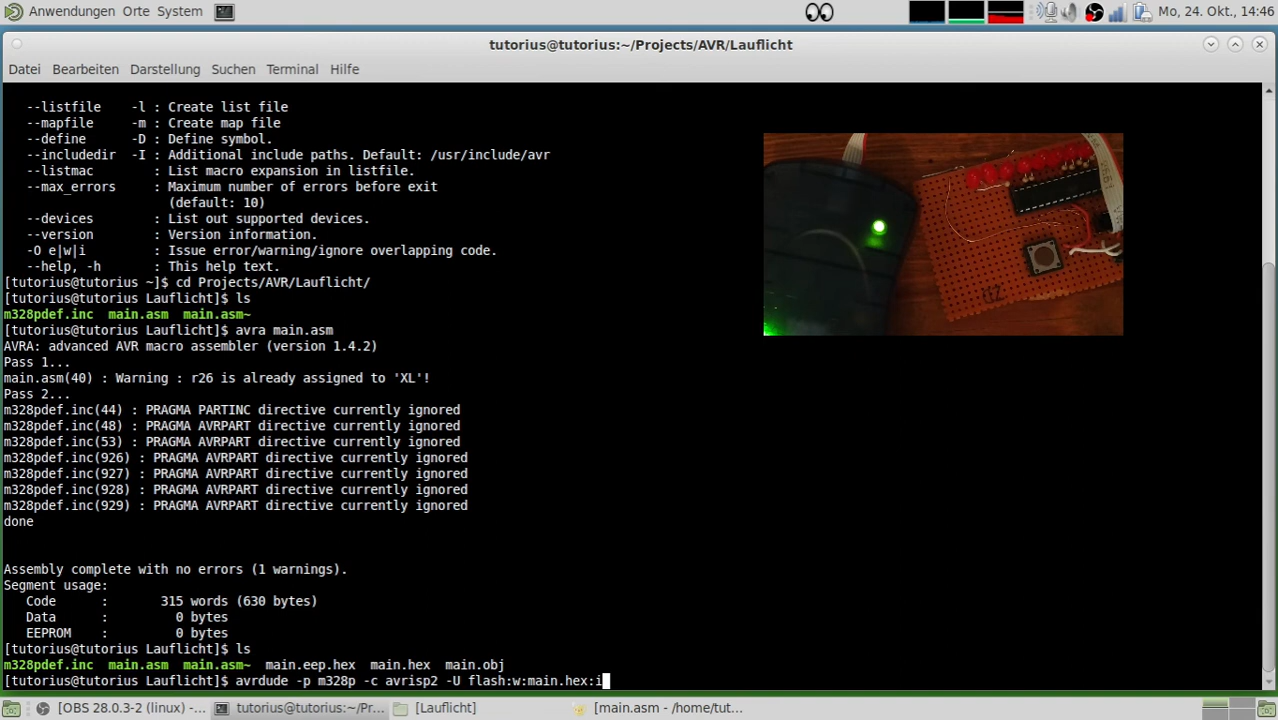 Anwendungen Orte System
Mo, 24. Okt., 14:46
tutorius@tutorius:~/Projects/AVR/Lauflicht
Datei Bearbeiten Darstellung Suchen Terminal Hilfe
--listfile -l : Create list file
--mapfile -m : Create map file
--define -D : Define symbol.
--includedir -I : Additional include paths. Default: /usr/include/avr
--listmac : List macro expansion in listfile.
--max_errors : Maximum number of errors before exit
(default: 10)
--devices : List out supported devices.
--version : Version information.
-O e|w|i : Issue error/warning/ignore overlapping code.
--help, -h : This help text.
[tutorius@tutorius ~]$ cd Projects/AVR/Lauflicht/
[tutorius@tutorius Lauflicht]$ ls
m328pdef.inc main.asm main.asm~
[tutorius@tutorius Lauflicht]$ avra main.asm
AVRA: advanced AVR macro assembler (version 1.4.2)
Pass 1...
main.asm(40) : Warning : r26 is already assigned to 'XL'!
Pass 2...
m328pdef.inc(44) : PRAGMA PARTINC directive currently ignored
m328pdef.inc(48) : PRAGMA AVRPART directive currently ignored
m328pdef.inc(53) : PRAGMA AVRPART directive currently ignored
m328pdef.inc(926) : PRAGMA AVRPART directive currently ignored
m328pdef.inc(927) : PRAGMA AVRPART directive currently ignored
m328pdef.inc(928) : PRAGMA AVRPART directive currently ignored
m328pdef.inc(929) : PRAGMA AVRPART directive currently ignored
done
Assembly complete with no errors (1 warnings).
Segment usage:
Code : 315 words (630 bytes)
Data : 0 bytes
EEPROM : 0 bytes
[tutorius@tutorius Lauflicht]$ ls
m328pdef.inc main.asm main.asm~ main.eep.hex main.hex main.obj
[tutorius@tutorius Lauflicht]$ avrdude -p m328p -c avrisp2 -U flash:w:main.hex:i
[OBS 28.0.3-2 (linux) -...
tutorius@tutorius:~/Pr...
[Lauflicht]
[main.asm - /home/tut...